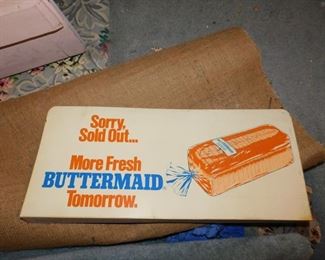 Sorry,
Sold Out...
More Fresh
BUTTERMAID
Tomorrow.